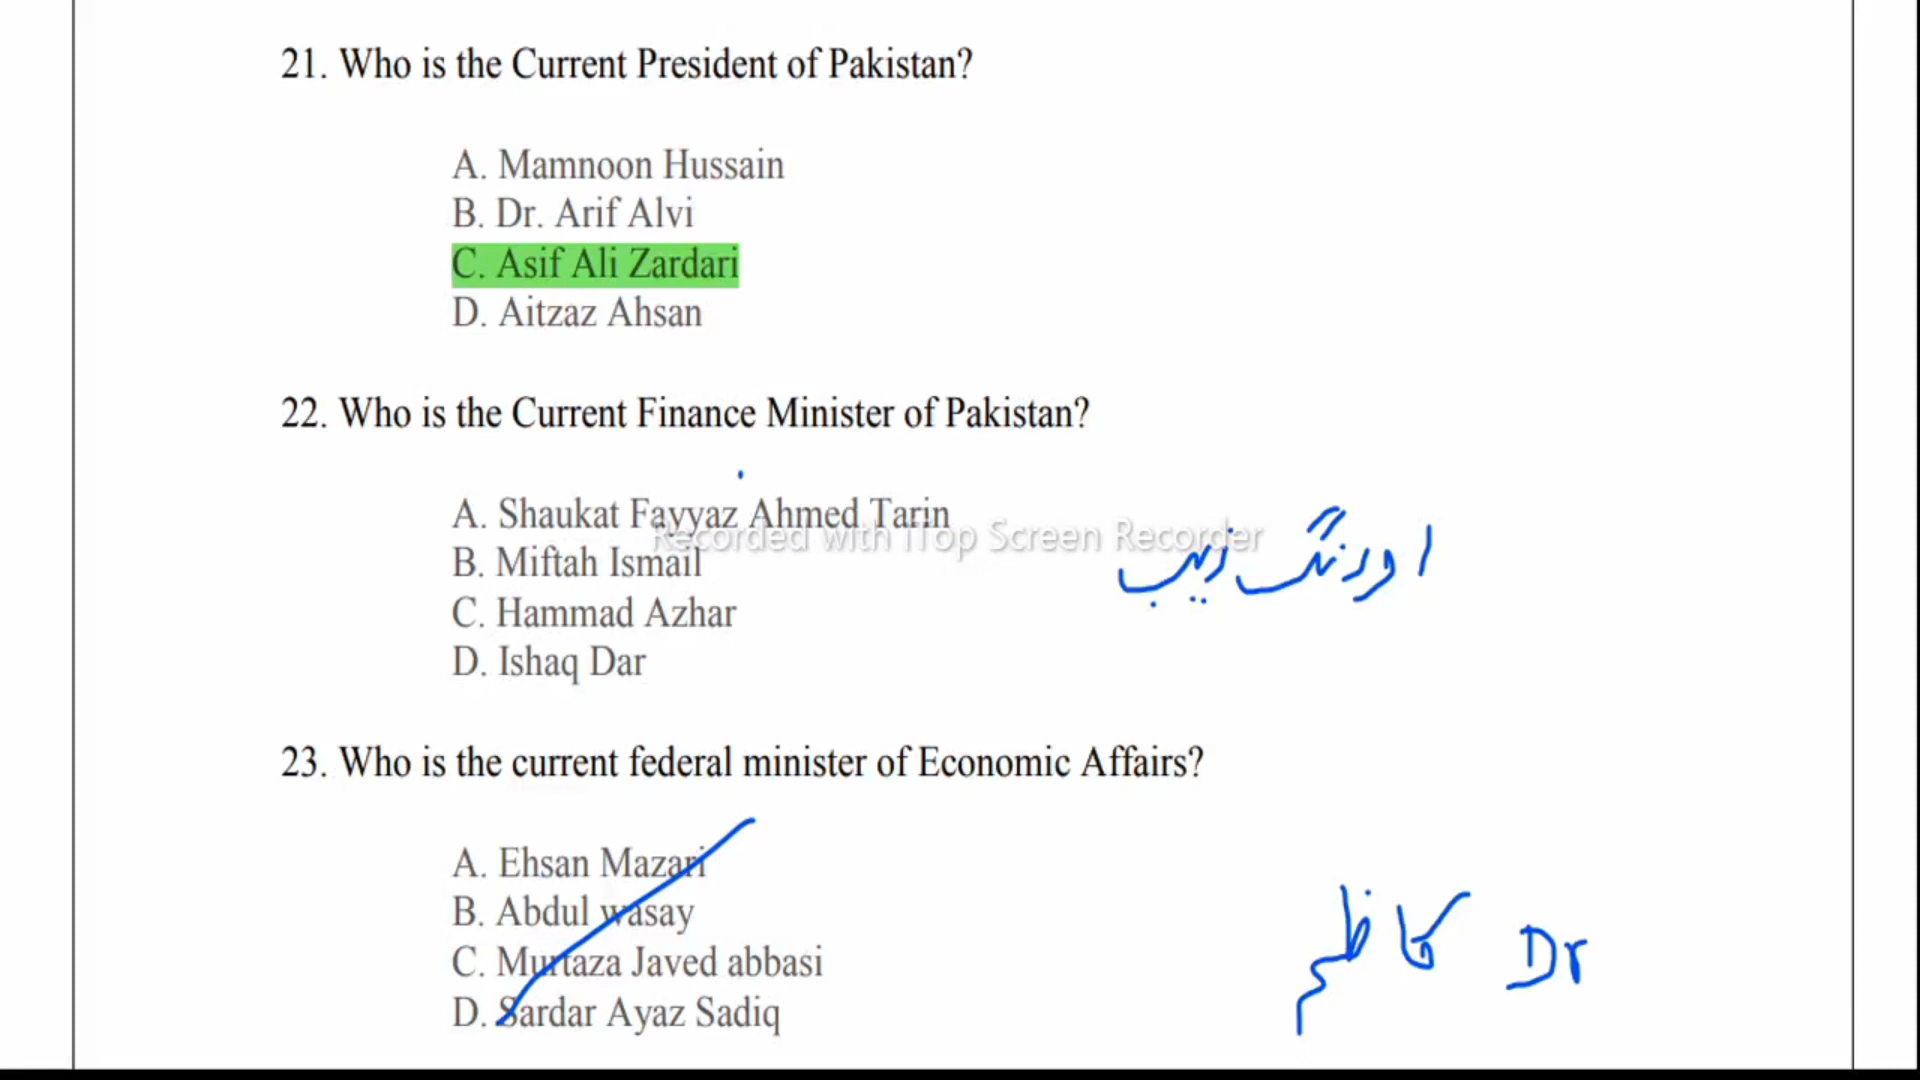 21. Who is the Current President of Pakistan?
A. Mamnoon Hussain
B. Dr. Arif Alvi
C. Asif Ali Zardari
D. Aitzaz Ahsan
22. Who is the Current Finance Minister of Pakistan?
A. Shaukat Fayyaz Ahmed Tarin
Recorded with iTop Screen Recorder
اورنگ زیب
B. Miftah Ismail
C. Hammad Azhar
D. Ishaq Dar
23. Who is the current federal minister of Economic Affairs?
A. Ehsan Mazari
B. Abdul wasay
C. Murtaza Javed abbasi
Dr کاظم
D. Sardar Ayaz Sadiq